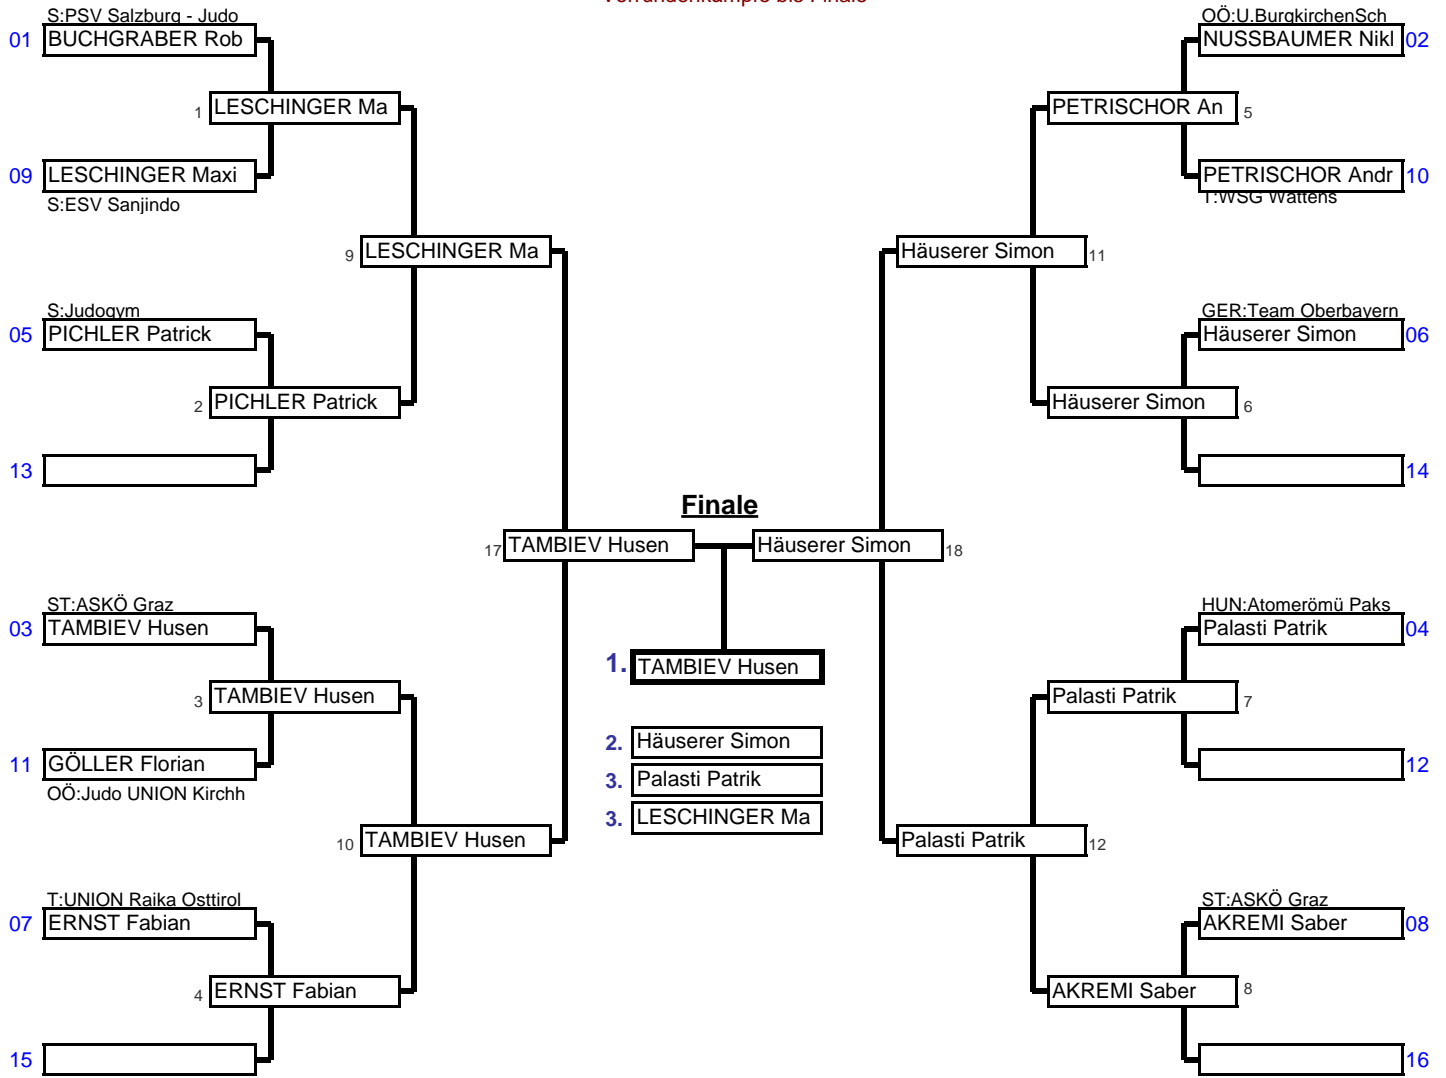 Vorrundenkämpfe bis Finale
S:PSV Salzburg - Judo
01 BUCHGRABER Rob
1 LESCHINGER Ma
09 LESCHINGER Maxi
S:ESV Sanjindo
9 LESCHINGER Ma
S:Judogym
05 PICHLER Patrick
2 PICHLER Patrick
13
17 TAMBIEV Husen
ST:ASKÖ Graz
03 TAMBIEV Husen
3 TAMBIEV Husen
11 GÖLLER Florian
OÖ:Judo UNION Kirchh
10 TAMBIEV Husen
T:UNION Raika Osttirol
07 ERNST Fabian
4 ERNST Fabian
15
Finale
1. TAMBIEV Husen
2. Häuserer Simon
3. Palasti Patrik
3. LESCHINGER Ma
OÖ:U.BurgkirchenSch
NUSSBAUMER Nikl 02
PETRISCHOR An 5
PETRISCHOR Andr 10
T:WSG Wattens
Häuserer Simon 11
GER:Team Oberbayern
Häuserer Simon 06
Häuserer Simon 6
14
Häuserer Simon 18
HUN:Atomerömü Paks
Palasti Patrik 04
Palasti Patrik 7
12
Palasti Patrik 12
ST:ASKÖ Graz
AKREMI Saber 08
AKREMI Saber 8
16